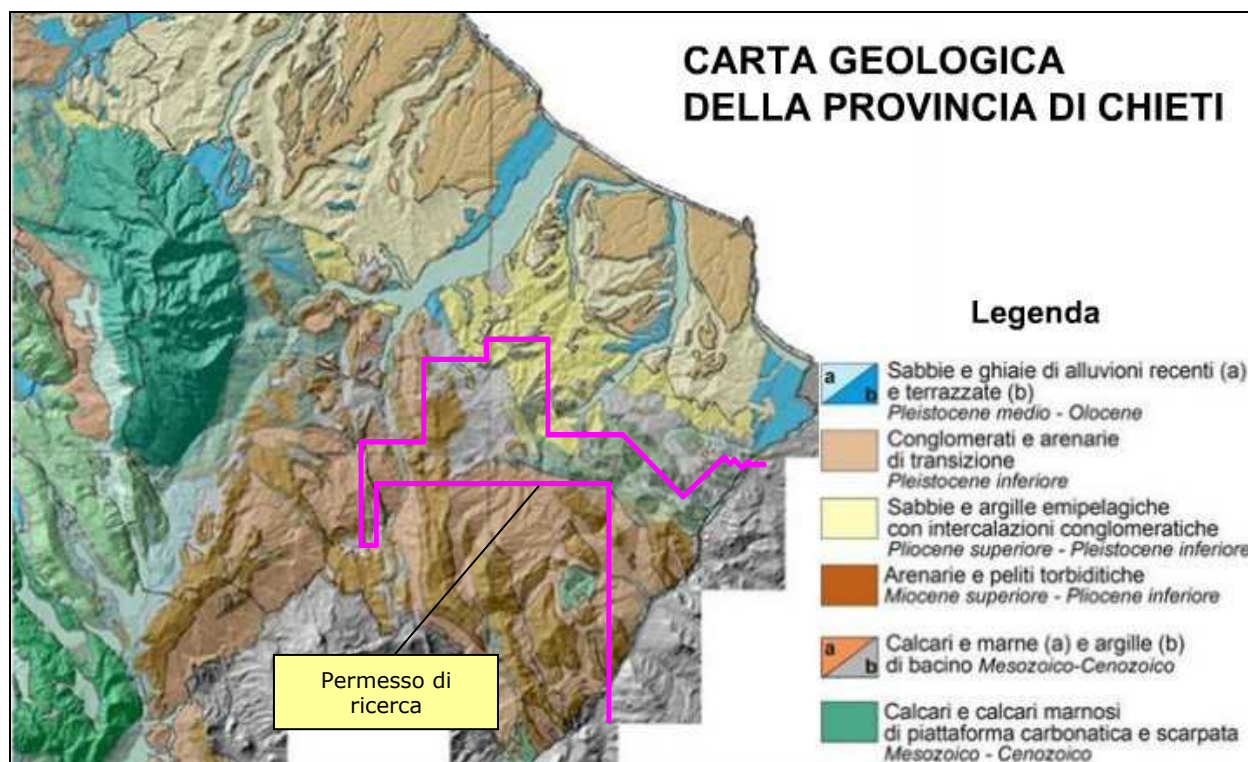 CARTA GEOLOGICA
DELLA PROVINCIA DI CHIETI
Legenda
a
b
Sabbie e ghiaie di alluvioni recenti (a)
e terrazzate (b)
Pleistocene medio - Olocene
Conglomerati e arenarie
di transizione
Pleistocene inferiore
Sabbie e argille emipelagiche
con intercalazioni conglomeratiche
Pliocene superiore - Pleistocene inferiore
Arenarie e peliti torbiditiche
Miocene superiore - Pliocene inferiore
a
b
Calcari e marne (a) e argille (b)
di bacino Mesozoico-Cenozoico
Calcari e calcari marnosi
di piattaforma carbonatica e scarpata
Mesozoico - Cenozoico
Permesso di
ricerca